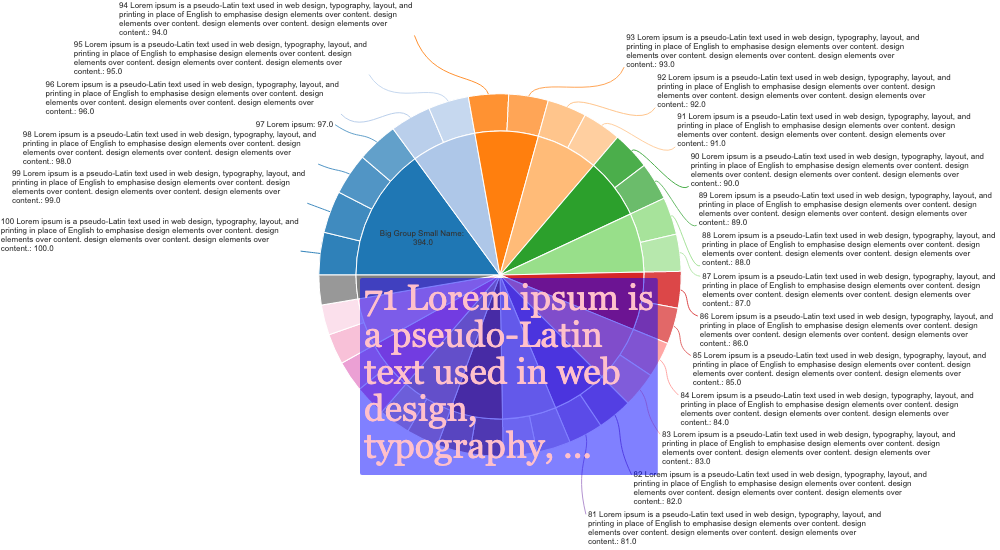 94 Lorem ipsum is a pseudo-Latin text used in web design, typography, layout, and
printing in place of English to emphasise design elements over content. design
elements over content. design elements over content. design elements over
content.: 94.0
95 Lorem ipsum is a pseudo-Latin text used in web design, typography, layout, and
printing in place of English to emphasise design elements over content. design
elements over content. design elements over content. design elements over
content.: 95.0
96 Lorem ipsum is a pseudo-Latin text used in web design, typography, layout, and
printing in place of English to emphasise design elements over content. design
elements over content. design elements over content. design elements over
content.: 96.0
97 Lorem ipsum: 97.0
98 Lorem ipsum is a pseudo-Latin text used in web design, typography, layout, and
printing in place of English to emphasise design elements over content. design
elements over content. design elements over content. design elements over
content.: 98.0
99 Lorem ipsum is a pseudo-Latin text used in web design, typography, layout, and
printing in place of English to emphasise design elements over content. design
elements over content. design elements over content. design elements over
content.: 99.0
100 Lorem ipsum is a pseudo-Latin text used in web design, typography, layout, and
printing in place of English to emphasise design elements over content. design
elements over content. design elements over content. design elements over
content.: 100.0
Big Group Small Name:
394.0
93 Lorem ipsum is a pseudo-Latin text used in web design, typography, layout, and
printing in place of English to emphasise design elements over content. design
elements over content. design elements over content. design elements over
content.: 93.0
92 Lorem ipsum is a pseudo-Latin text used in web design, typography, layout, and
printing in place of English to emphasise design elements over content. design
elements over content. design elements over content. design elements over
content.: 92.0
91 Lorem ipsum is a pseudo-Latin text used in web design, typography, layout, and
printing in place of English to emphasise design elements over content. design
elements over content. design elements over content. design elements over
content.: 91.0
90 Lorem ipsum is a pseudo-Latin text used in web design, typography, layout, and
printing in place of English to emphasise design elements over content. design
elements over content. design elements over content. design elements over
content.: 90.0
89 Lorem ipsum is a pseudo-Latin text used in web design, typography, layout, and
printing in place of English to emphasise design elements over content. design
elements over content. design elements over content. design elements over
content.: 89.0
88 Lorem ipsum is a pseudo-Latin text used in web design, typography, layout, and
printing in place of English to emphasise design elements over content. design
elements over content. design elements over content. design elements over
content.: 88.0
87 Lorem ipsum is a pseudo-Latin text used in web design, typography, layout, and
printing in place of English to emphasise design elements over content. design
elements over content. design elements over content. design elements over
content.: 87.0
86 Lorem ipsum is a pseudo-Latin text used in web design, typography, layout, and
printing in place of English to emphasise design elements over content. design
elements over content. design elements over content. design elements over
content.: 86.0
85 Lorem ipsum is a pseudo-Latin text used in web design, typography, layout, and
printing in place of English to emphasise design elements over content. design
elements over content. design elements over content. design elements over
content.: 85.0
84 Lorem ipsum is a pseudo-Latin text used in web design, typography, layout, and
printing in place of English to emphasise design elements over content. design
elements over content. design elements over content. design elements over
content.: 84.0
83 Lorem ipsum is a pseudo-Latin text used in web design, typography, layout, and
printing in place of English to emphasise design elements over content. design
elements over content. design elements over content. design elements over
content.: 83.0
82 Lorem ipsum is a pseudo-Latin text used in web design, typography, layout, and
printing in place of English to emphasise design elements over content. design
elements over content. design elements over content. design elements over
content.: 82.0
81 Lorem ipsum is a pseudo-Latin text used in web design, typography, layout, and
printing in place of English to emphasise design elements over content. design
elements over content. design elements over content. design elements over
content.: 81.0
71 Lorem ipsum is
a pseudo-Latin
text used in web
design,
typography, ...